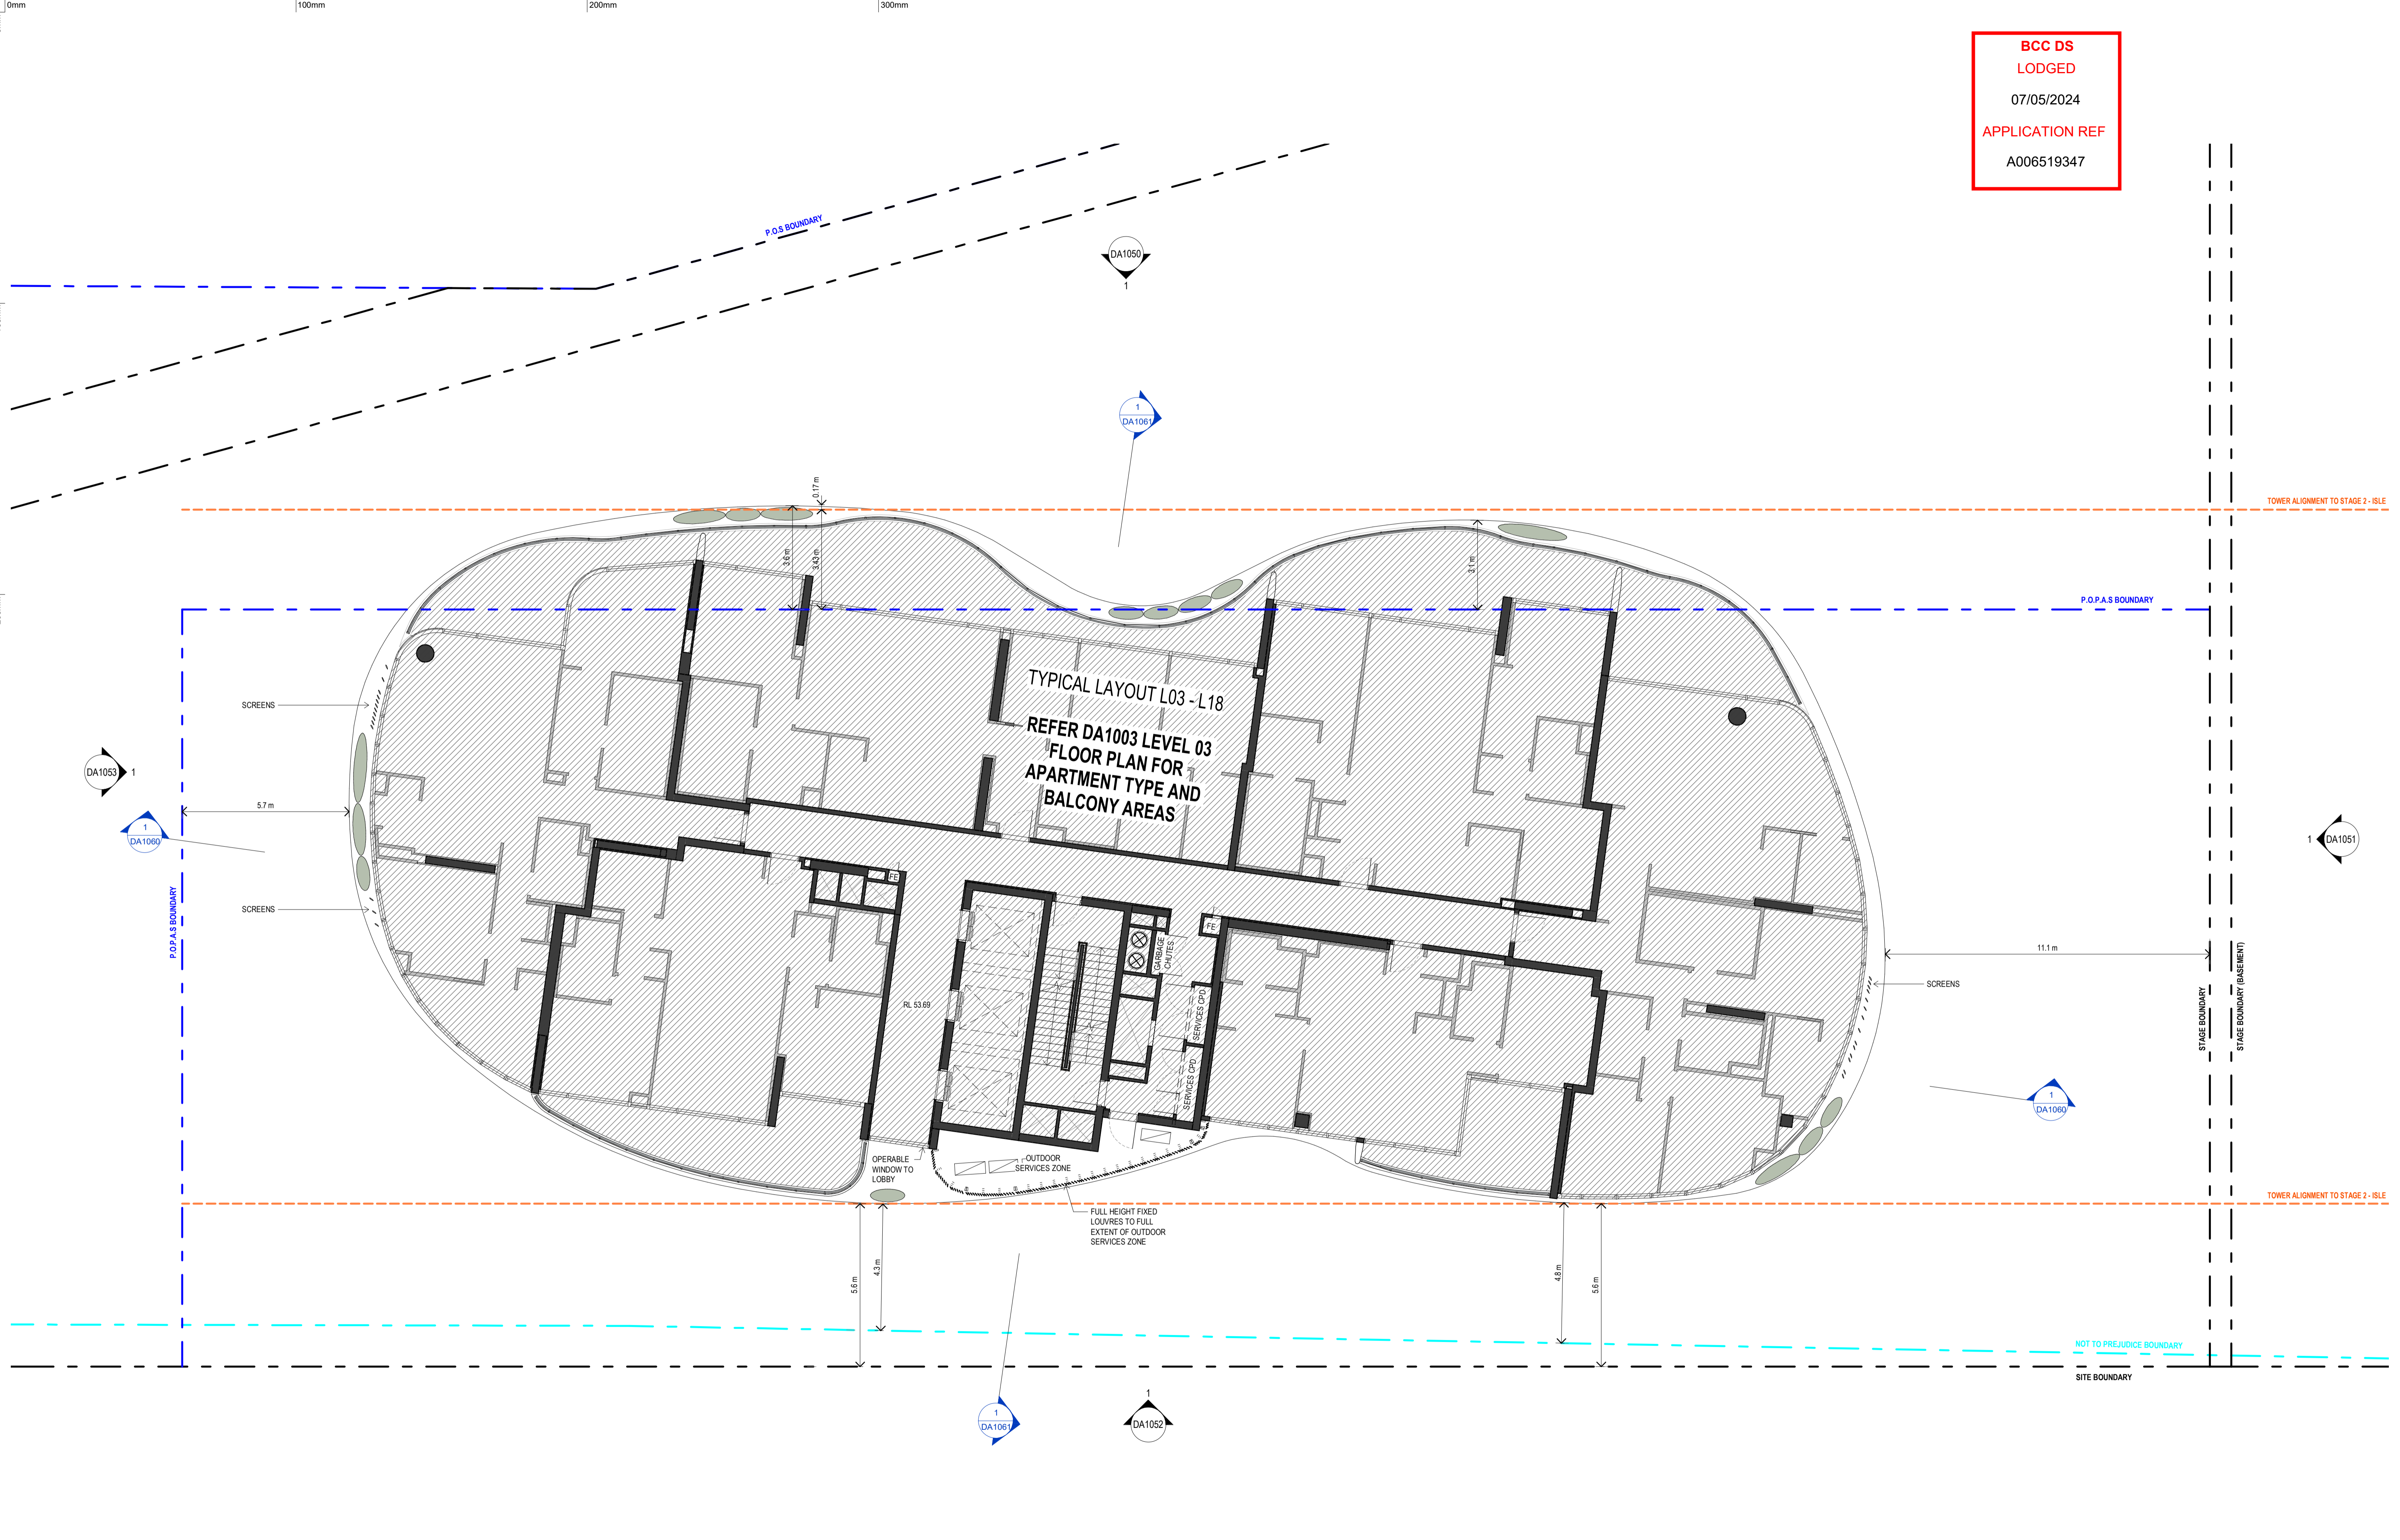 0mm
100mm
200mm
300mm
BCC DS
LODGED
07/05/2024
APPLICATION REF
A006519347
P.O.S BOUNDARY
DA1050
1
1
DA1061
0.17 m
TOWER ALIGNMENT TO STAGE 2 - ISLE
3.6 m
3.43 m
3.1 m
P.O.P.A.S BOUNDARY
TYPICAL LAYOUT L03 - L18
REFER DA1003 LEVEL 03
FLOOR PLAN FOR
APARTMENT TYPE AND
BALCONY AREAS
SCREENS
DA1053
1
5.7 m
1
DA1060
1
DA1051
FE
SCREENS
P.O.P.A.S BOUNDARY
FE
GARBAGE
CHUTES
11.1 m
SCREENS
RL 53.69
SERVICES CPD
SERVICES CPD
STAGE BOUNDARY
STAGE BOUNDARY (BASEMENT)
1
DA1060
OPERABLE
WINDOW TO
LOBBY
OUTDOOR
SERVICES ZONE
TOWER ALIGNMENT TO STAGE 2 - ISLE
FULL HEIGHT FIXED
LOUVRES TO FULL
EXTENT OF OUTDOOR
SERVICES ZONE
5.6 m
4.3 m
4.8 m
5.6 m
NOT TO PREJUDICE BOUNDARY
SITE BOUNDARY
1
DA1061
1
DA1052